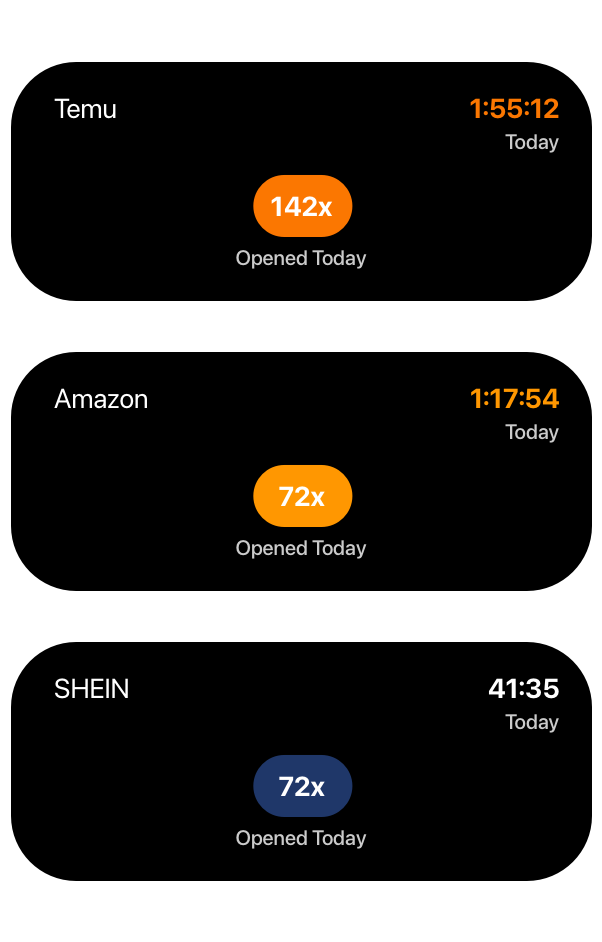 Temu
1:55:12
Today
142x
Opened Today
Amazon
1:17:54
Today
72x
Opened Today
SHEIN
41:35
Today
72x
Opened Today